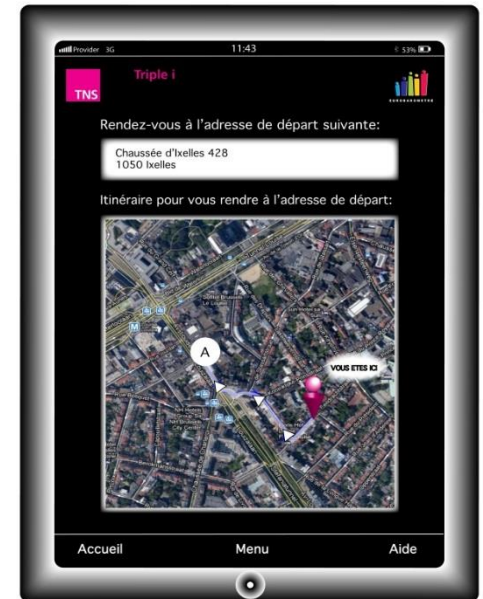 Provider 3G 11:43 53%
TNS
Triple i
EUROBAROMETRE
Rendez-vous à l'adresse de départ suivante:
Chaussée d'Ixelles 428
1050 Ixelles
Itinéraire pour vous rendre à l'adresse de départ:
A
VOUS ETES ICI
M
Accueil Menu Aide